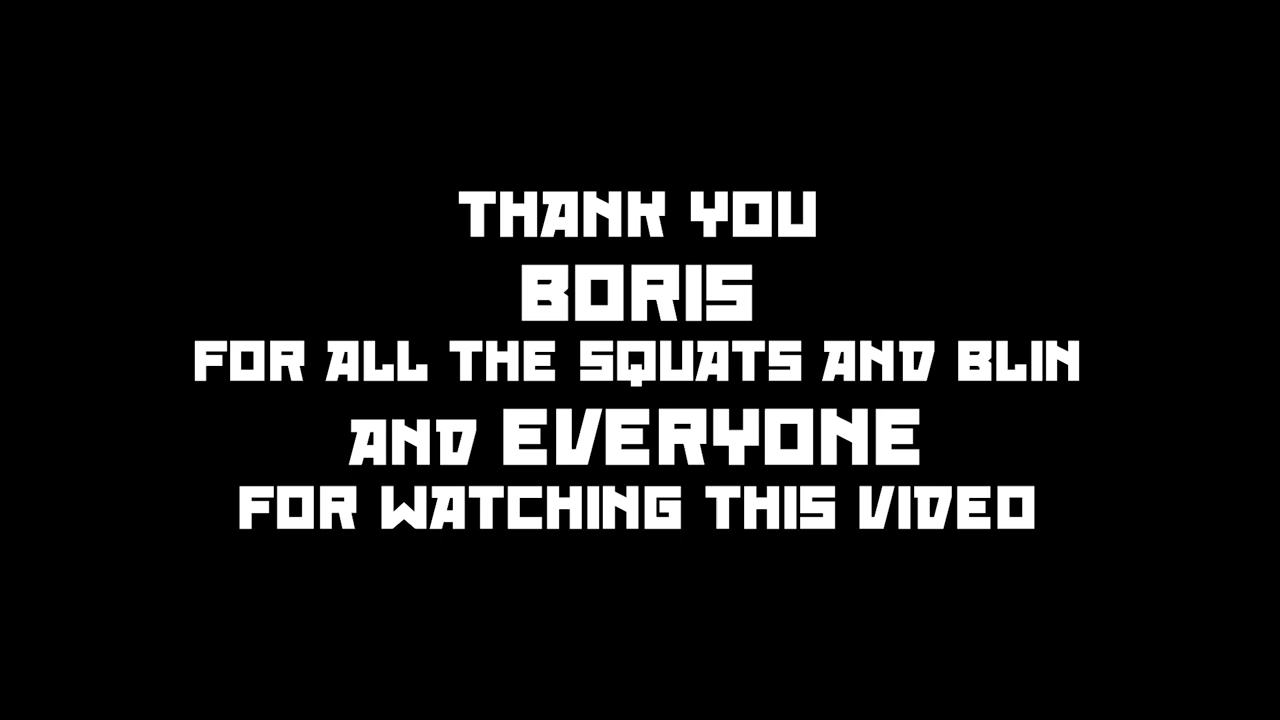 THANK YOU
BORIS
FOR ALL THE SQUATS AND BLIN
AND EVERYONE
FOR WATCHING THIS VIDEO